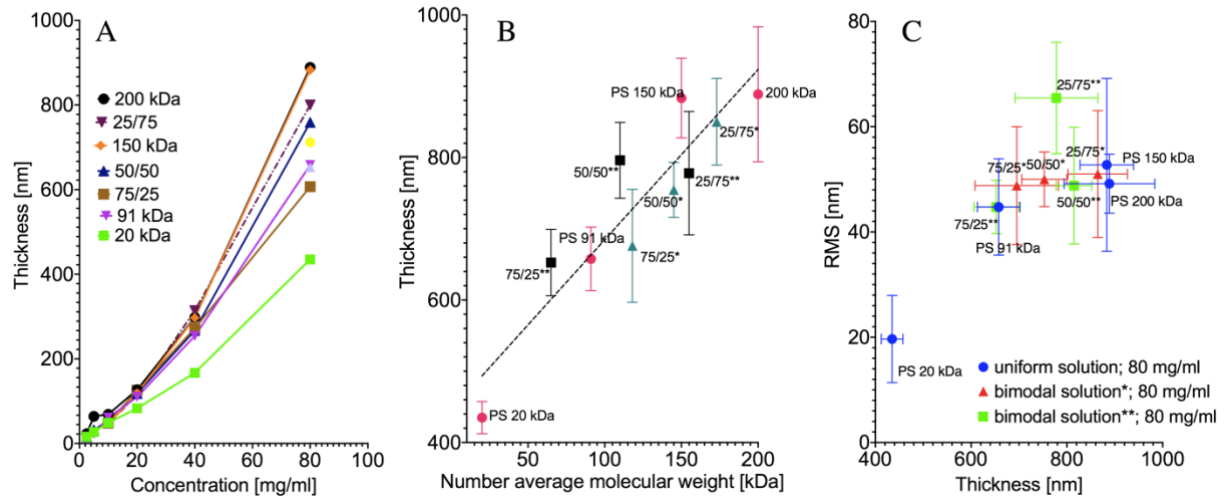 A
Thickness [nm]
1000
800
600
400
200
0
0
20
40
60
80
100
Concentration [mg/ml]
200 kDa
25/75
150 kDa
50/50
75/25
91 kDa
20 kDa
B
Thickness [nm]
1000
800
600
400
50
100
150
200
Number average molecular weight [kDa]
PS 150 kDa
200 kDa
25/75*
50/50**
25/75**
50/50*
PS 91 kDa
75/25**
75/25*
PS 20 kDa
C
RMS [nm]
80
60
40
20
0
400
600
800
1000
Thickness [nm]
25/75**
25/75*
75/25*
50/50*
PS 150 kDa
PS 200 kDa
50/50**
75/25**
PS 91 kDa
PS 20 kDa
uniform solution; 80 mg/ml
bimodal solution*; 80 mg/ml
bimodal solution**; 80 mg/ml